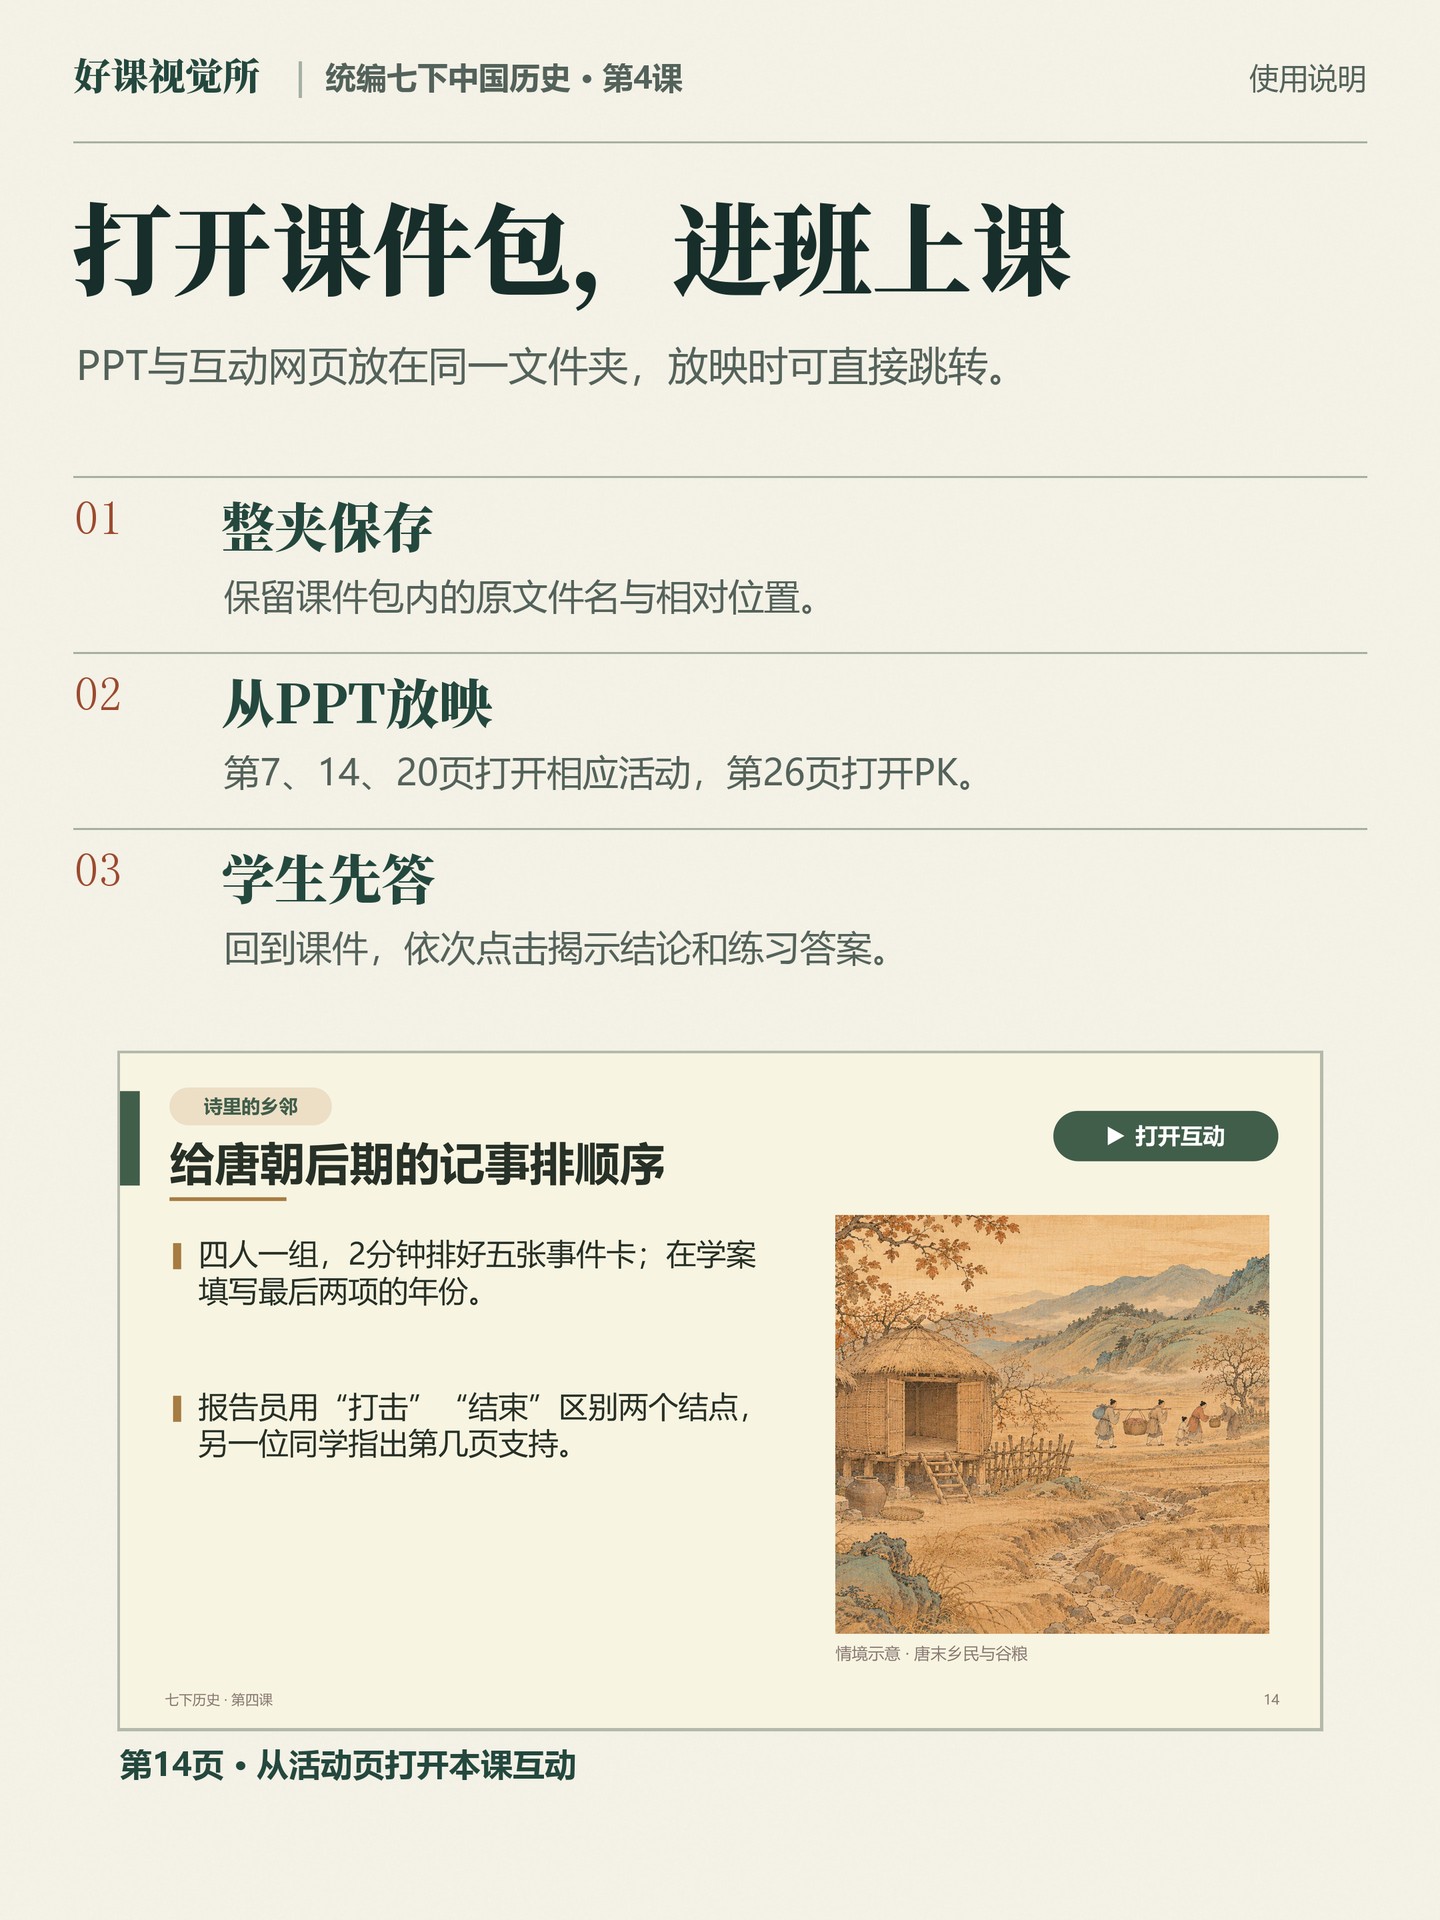 好课视觉所 | 统编七下中国历史·第4课
使用说明
打开课件包，进班上课
PPT与互动网页放在同一文件夹，放映时可直接跳转。
01
整夹保存
保留课件包内的原文件名与相对位置。
02
从PPT放映
第7、14、20页打开相应活动，第26页打开PK。
03
学生先答
回到课件，依次点击揭示结论和练习答案。
诗里的乡邻
给唐朝后期的记事排顺序
▶ 打开互动
四人一组，2分钟排好五张事件卡；在学案
填写最后两项的年份。
报告员用“打击”“结束”区别两个结点，
另一位同学指出第几页支持。
情境示意·唐末乡民与谷粮
七下历史·第四课
14
第14页·从活动页打开本课互动